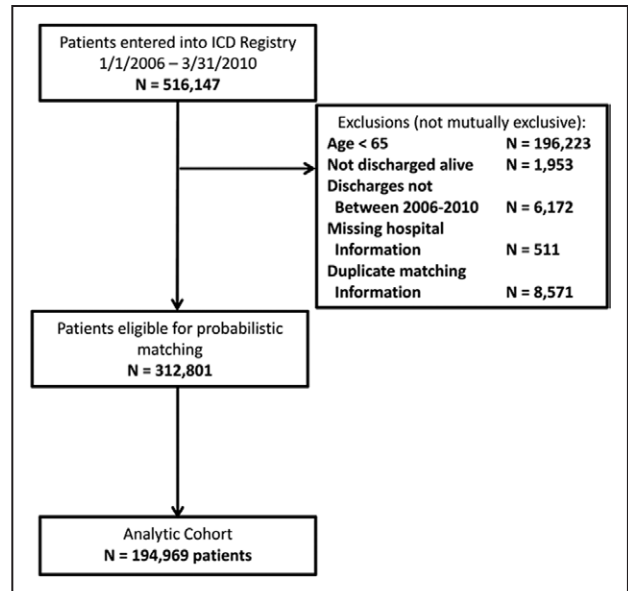 Patients entered into ICD Registry
1/1/2006 – 3/31/2010
N = 516,147
Exclusions (not mutually exclusive):
Age < 65 N = 196,223
Not discharged alive N = 1,953
Discharges not
Between 2006-2010 N = 6,172
Missing hospital
Information N = 511
Duplicate matching
Information N = 8,571
Patients eligible for probabilistic
matching
N = 312,801
Analytic Cohort
N = 194,969 patients